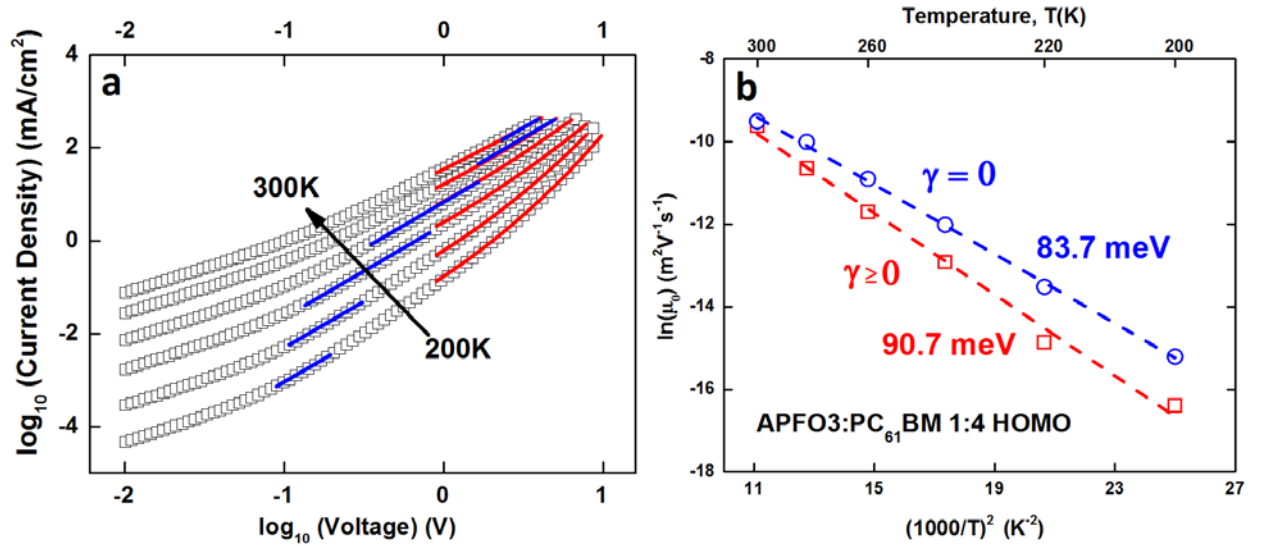 -2 -1 0 1
4
2
0
-2
-4
a
300K
200K
-2 -1 0 1
log10 (Voltage) (V)
log10 (Current Density) (mA/cm2)
Temperature, T(K)
300 260 220 200
-8
-10
-12
-14
-16
-18
b
γ = 0
83.7 meV
γ ≥ 0
90.7 meV
APFO3:PC61BM 1:4 HOMO
11 15 19 23 27
(1000/T)2 (K-2)
ln(μ0) (m2V-1s-1)